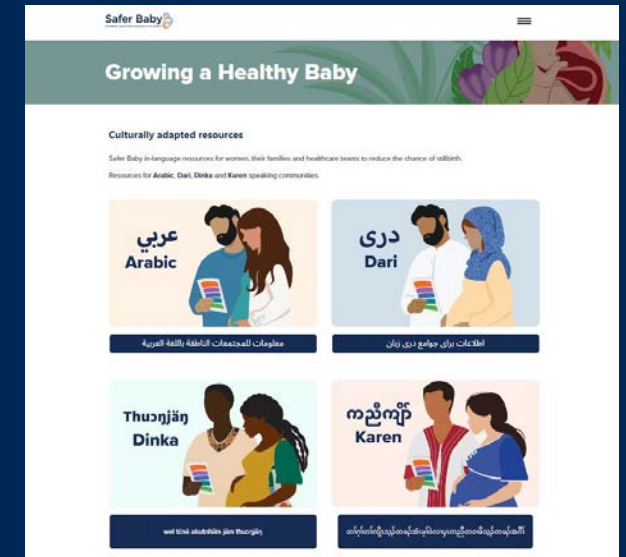 Safer Baby
Growing a Healthy Baby
Culturally adapted resources
Safer Baby in-language resources for women, their families and healthcare teams to reduce the chance of stillbirth.
Resources for Arabic, Dari, Dinka and Karen speaking communities.
عربي
Arabic
دری
Dari
معلومات للمجتمعات الناطقة باللغة العربية
اطلاعات برای جوامع دری زبان
Thuɔŋjäŋ
Dinka
ကညီကျိာ်
Karen
jam thuɔŋjäŋ